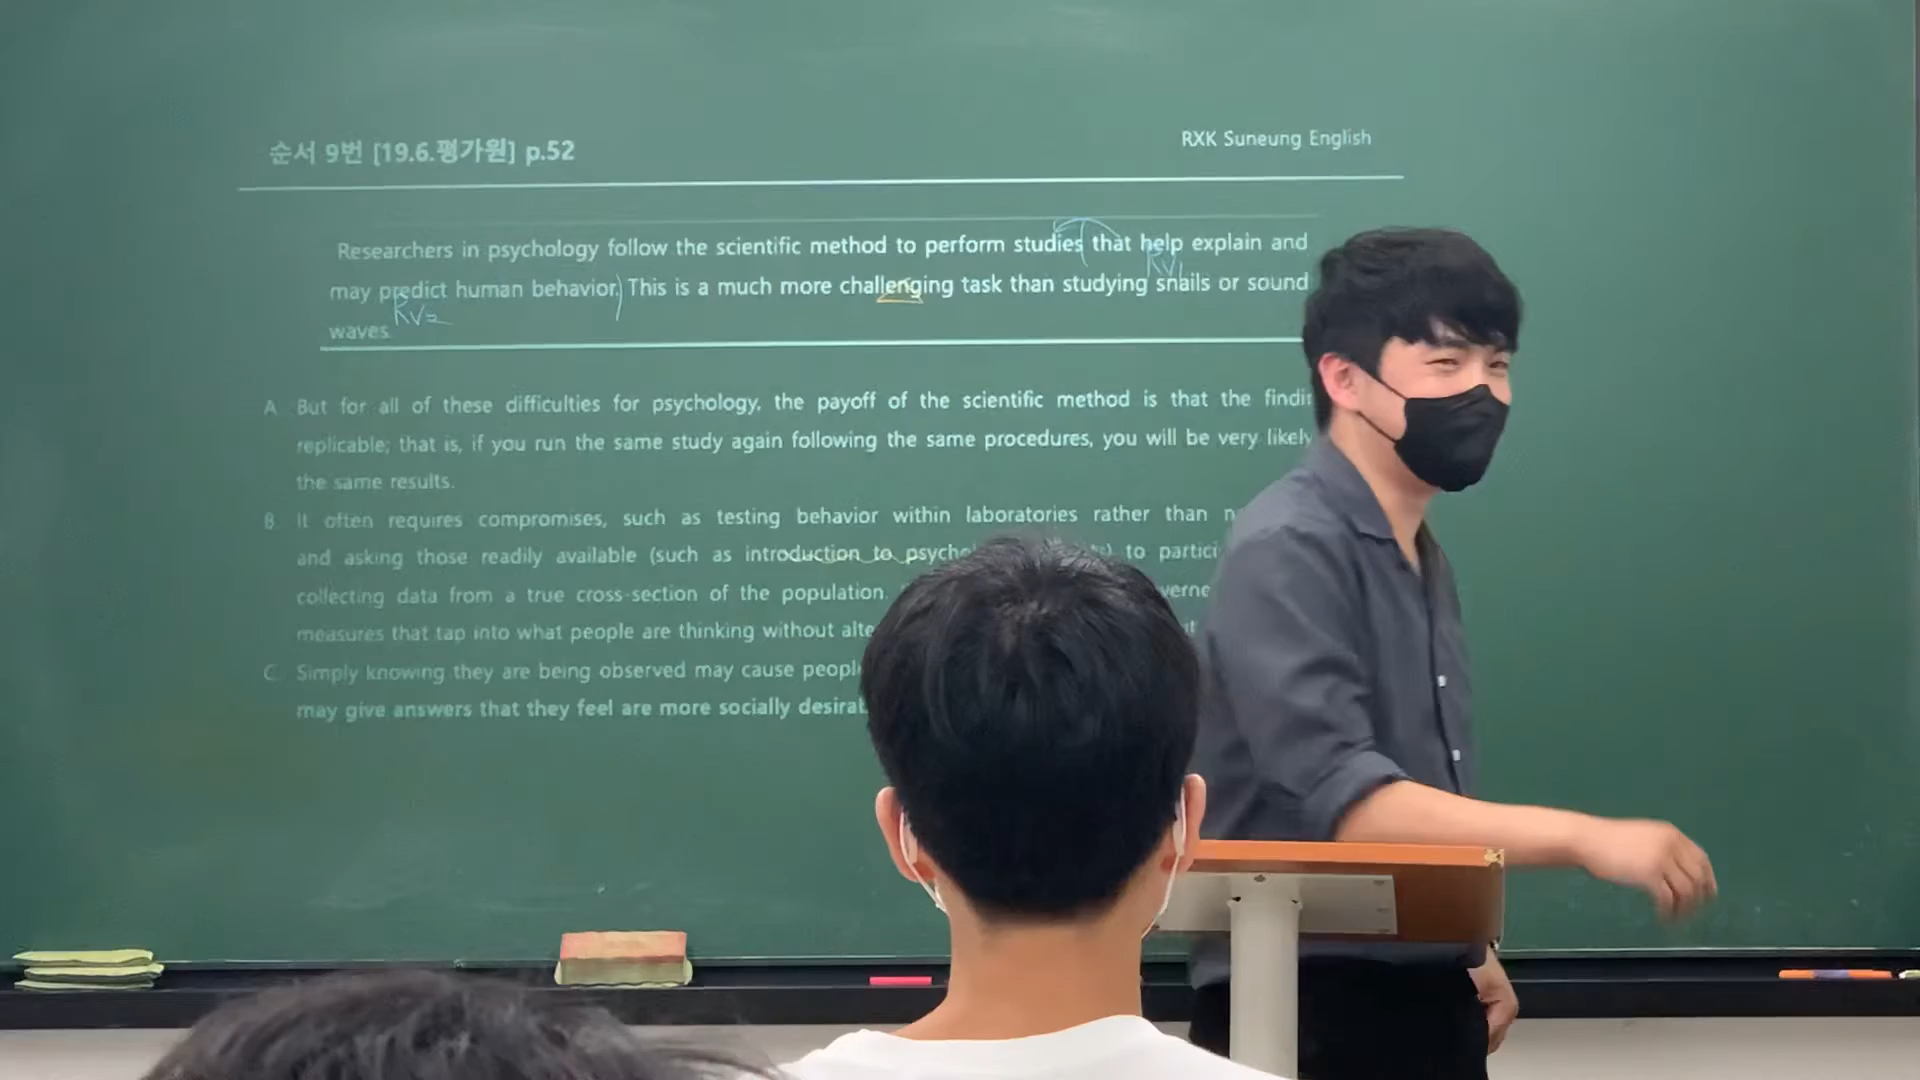 순서 9번 [19.6.평가원] p.52
RXK Suneung English
Researchers in psychology follow the scientific method to perform studies that help explain and
RV1
may predict human behavior. This is a much more challenging task than studying snails or sound
RV2
waves.
A. But for all of these difficulties for psychology, the payoff of the scientific method is that the
replicable; that is, if you run the same study again following the same procedures, you will be very likely
the same results.
B. It often requires compromises, such as testing behavior within laboratories rather than
and asking those readily available (such as introduction to to
collecting data from a true cross-section of the population.
measures that tap into what people are thinking without
C. Simply knowing they are being observed may cause
may give answers that they feel are more socially